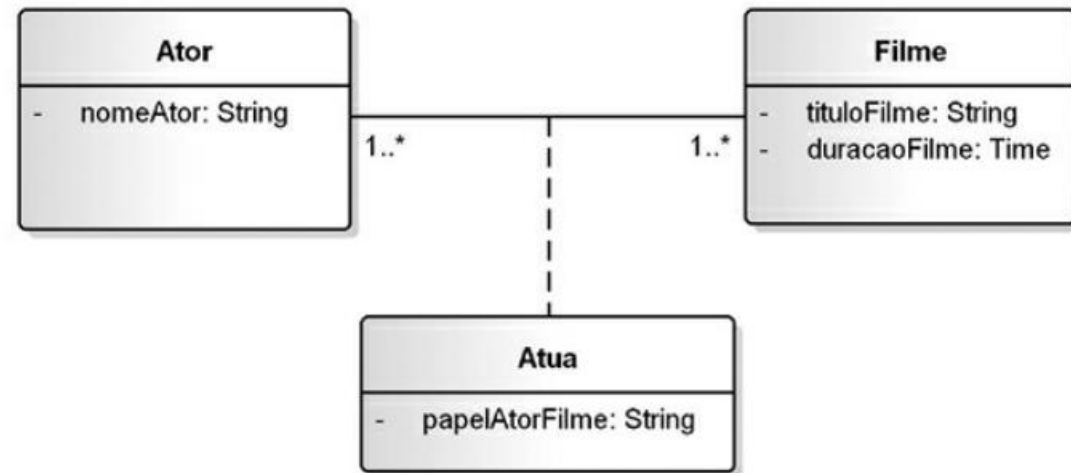 Ator
- nomeAtor: String
1..*
1..*
Filme
- tituloFilme: String
- duracaoFilme: Time
Atua
- papelAtorFilme: String